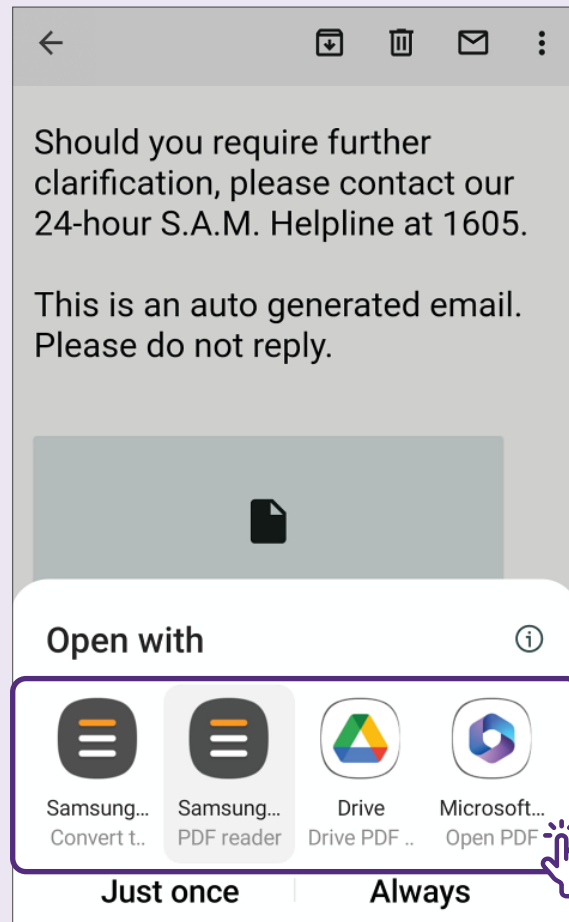 Should you require further
clarification, please contact our
24-hour S.A.M. Helpline at 1605.
This is an auto generated email.
Please do not reply.
Open with
Samsung... Samsung... Drive Microsoft...
Convert t.. PDF reader Drive PDF .. Open PDF
Just once Always